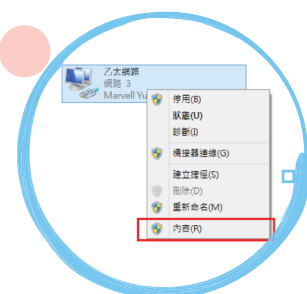 乙太網路
網路 3
Marvell Yu
停用(B)
狀態(U)
診斷(I)
橋接器連線(G)
建立捷徑(S)
刪除(D)
重新命名(M)
內容(R)